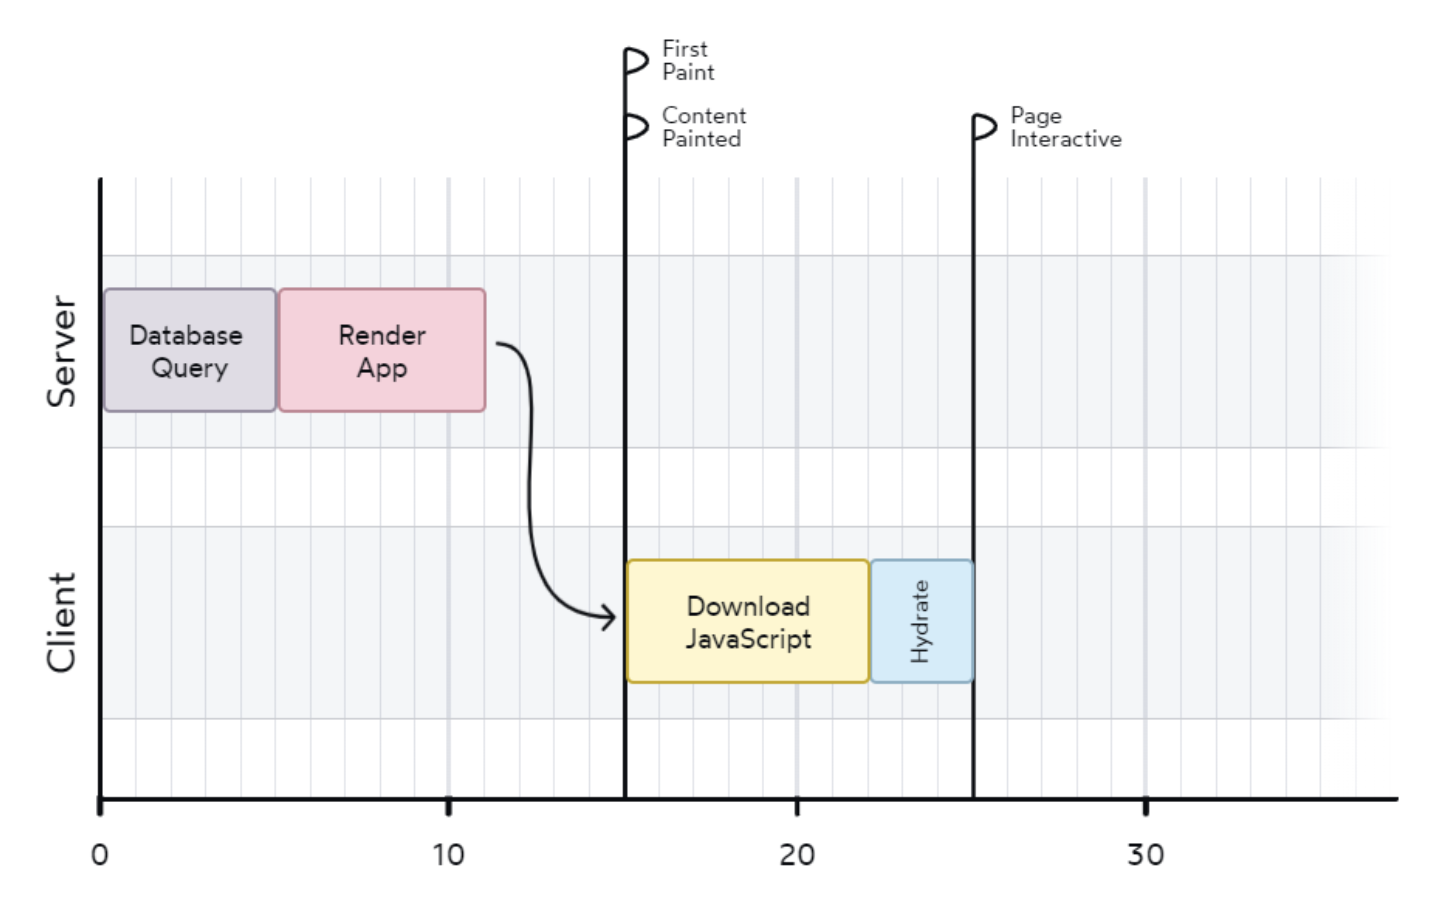 First
Paint
Content
Painted
Page
Interactive
Server
Database
Query
Render
App
Client
Download
JavaScript
Hydrate
0
10
20
30